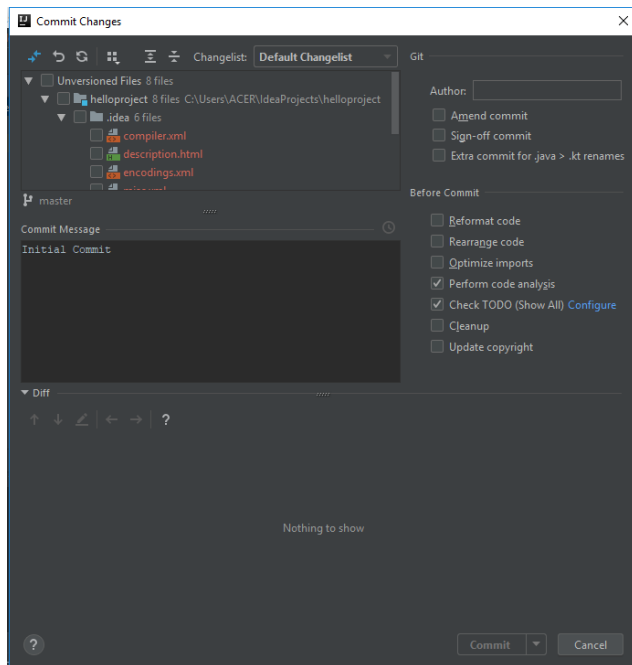 Commit Changes
Changelist: Default Changelist
Unversioned Files 8 files
helloproject 8 files C:\Users\ACER\IdeaProjects\helloproject
.idea 6 files
compiler.xml
description.html
encodings.xml
master
Commit Message
Initial Commit
Git
Author:
Amend commit
Sign-off commit
Extra commit for .java > .kt renames
Before Commit
Reformat code
Rearrange code
Optimize imports
Perform code analysis
Check TODO (Show All) Configure
Cleanup
Update copyright
Diff
?
Nothing to show
?
Commit
Cancel